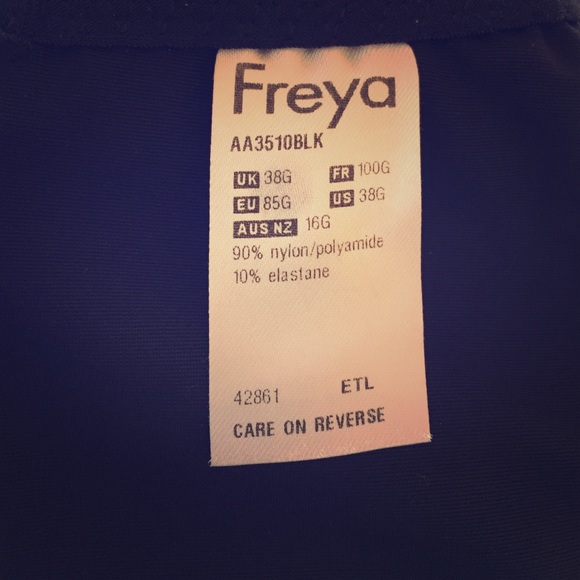 Freya
AA3510BLK
UK 38G FR 100G
EU 85G US 38G
AUS NZ 16G
90% nylon/polyamide
10% elastane
42861 ETL
CARE ON REVERSE